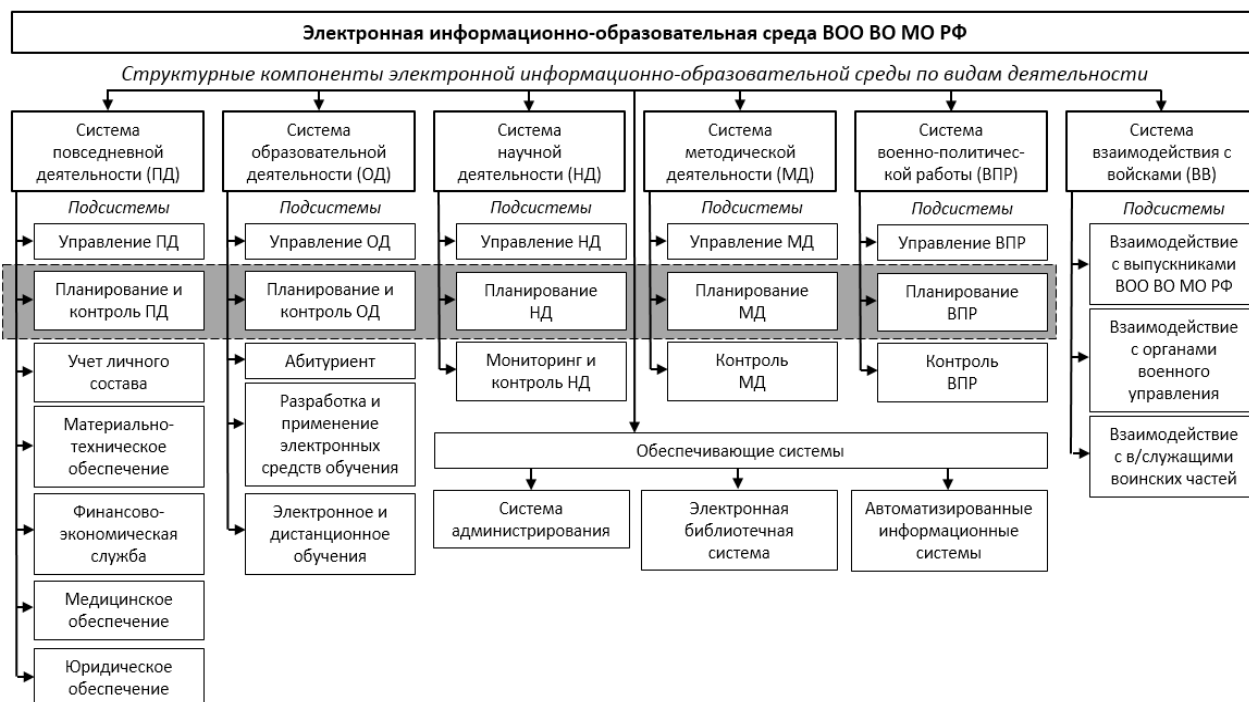 Электронная информационно-образовательная среда ВОО ВО МО РФ
Структурные компоненты электронной информационно-образовательной среды по видам деятельности
Система
повседневной
деятельности (ПД)
Подсистемы
Управление ПД
Планирование и
контроль ПД
Учет личного
состава
Материально-
техническое
обеспечение
Финансово-
экономическая
служба
Медицинское
обеспечение
Юридическое
обеспечение
Система
образовательной
деятельности (ОД)
Подсистемы
Управление ОД
Планирование и
контроль ОД
Абитуриент
Разработка и
применение
электронных
средств обучения
Электронное и
дистанционное
обучения
Система
научной
деятельности (НД)
Подсистемы
Управление НД
Планирование
НД
Мониторинг и
контроль НД
Система
методической
деятельности (МД)
Подсистемы
Управление МД
Планирование
МД
Контроль
МД
Система
военно-политичес-
кой работы (ВПР)
Подсистемы
Управление ВПР
Планирование
ВПР
Контроль
ВПР
Система
взаимодействия с
войсками (ВВ)
Подсистемы
Взаимодействие
с выпускниками
ВОО ВО МО РФ
Взаимодействие
с органами
военного
управления
Взаимодействие
с в/служащими
воинских частей
Обеспечивающие системы
Система
администрирования
Электронная
библиотечная
система
Автоматизированные
информационные
системы